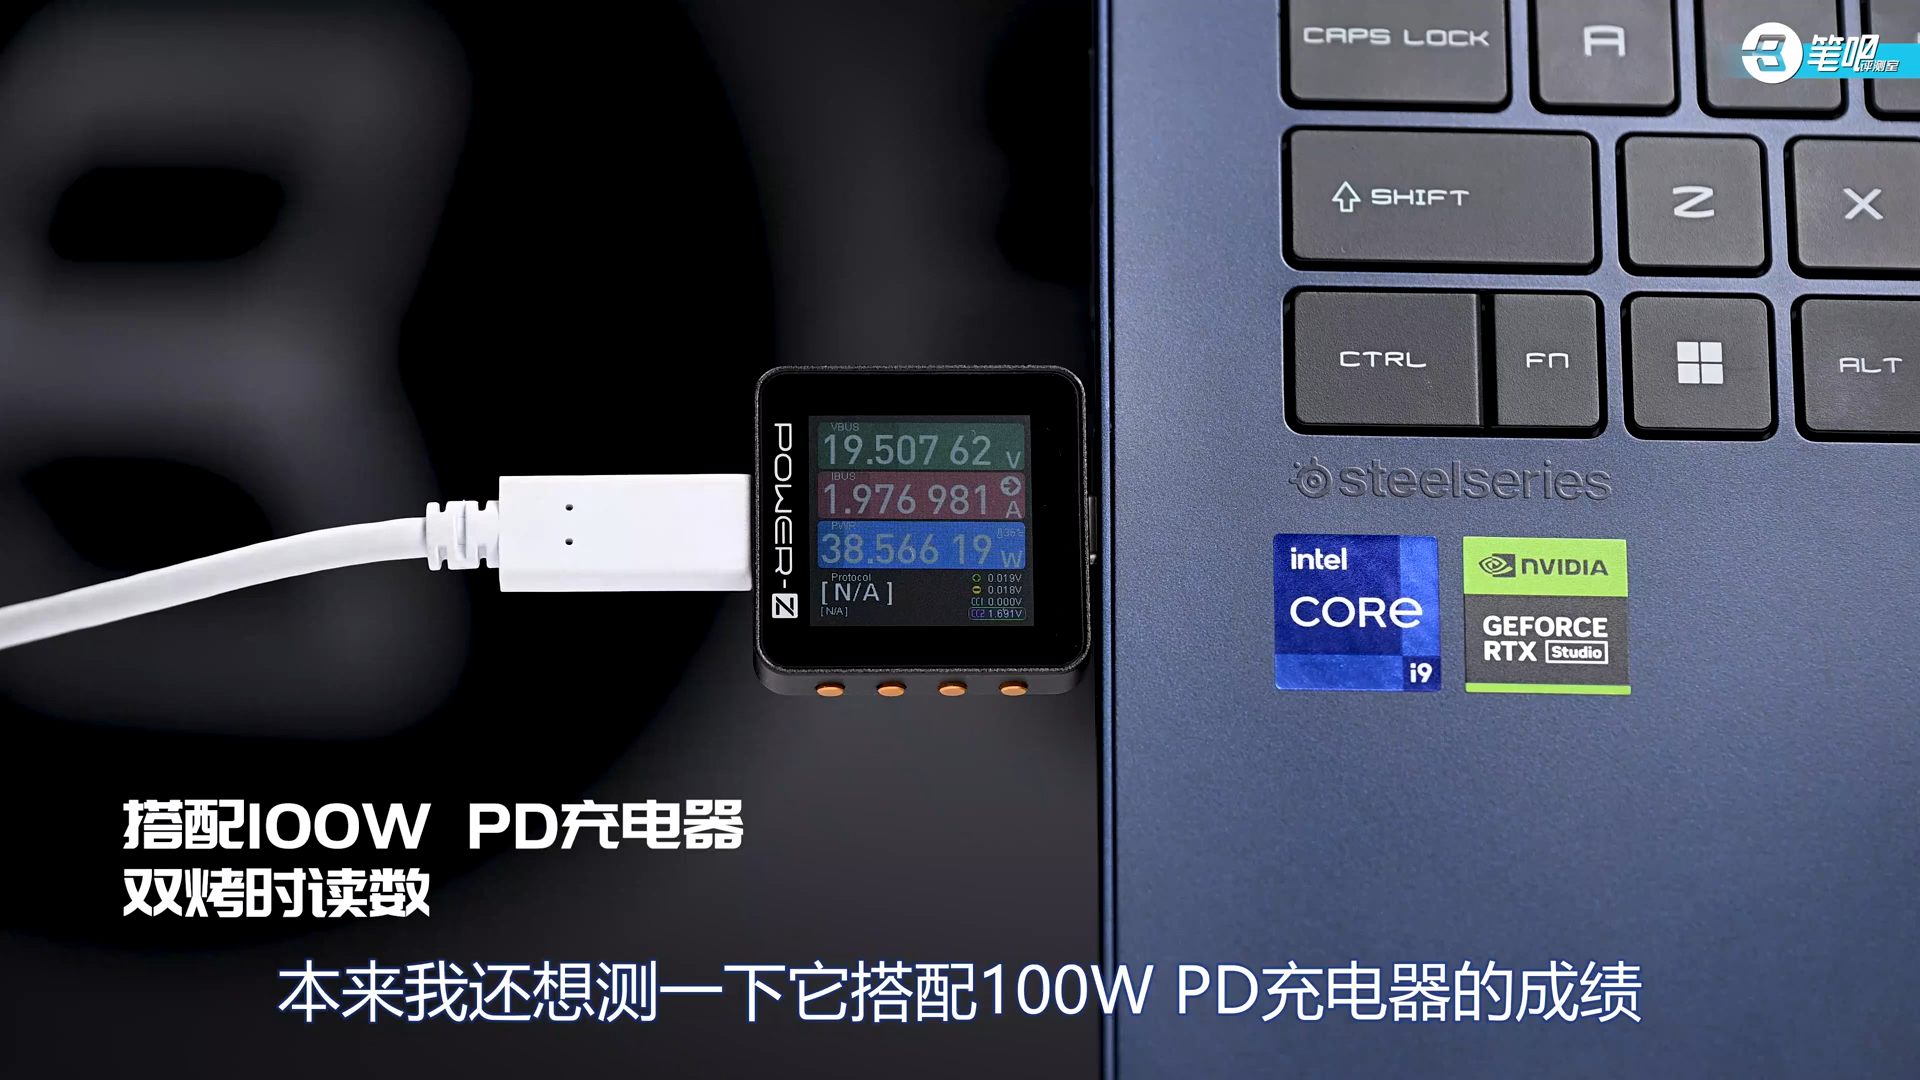 CAPS LOCK
A
笔吧评测室
SHIFT
Z
X
CTRL
FN
ALT
POWER-Z
VBUS
19.507 62 V
IBUS
1.976 981 A
PWR
38.566 19 W
Protocol
[N/A]
[N/A]
0.019V
0.018V
CC1 0.000V
CC2 1.691V
steelseries
intel
CORE
i9
NVIDIA
GEFORCE
RTX Studio
搭配100W PD充电器
双烤时读数
本来我还想测一下它搭配100W PD充电器的成绩